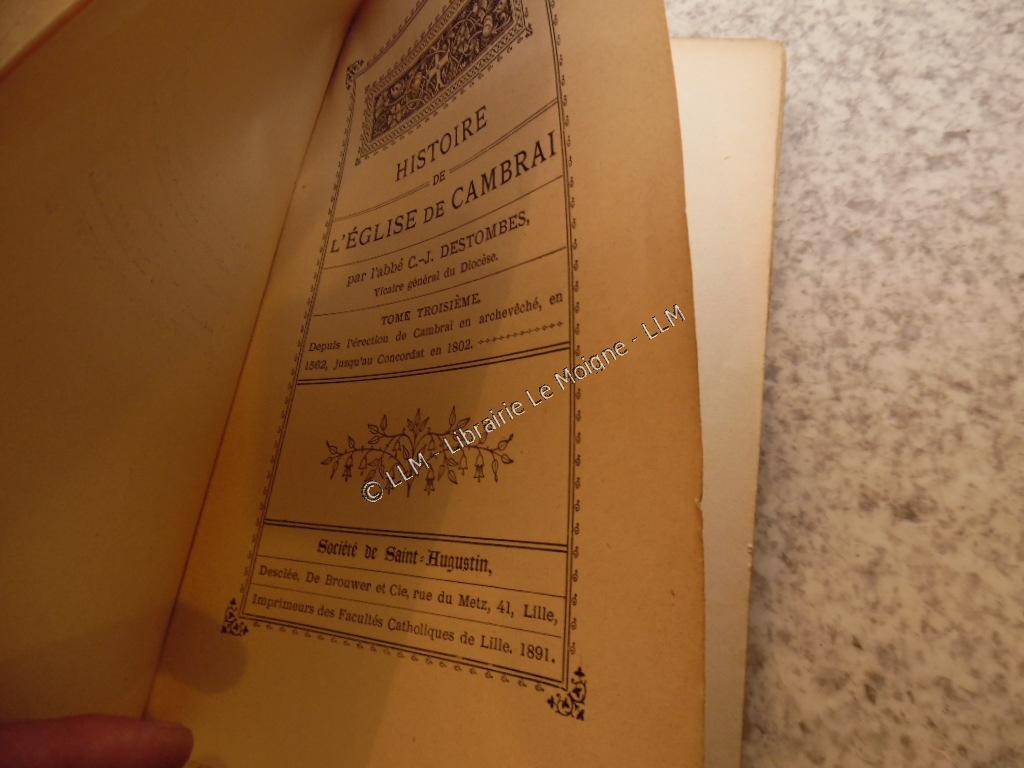 HISTOIRE
DE
L'ÉGLISE DE CAMBRAI
par l'abbé C.-J. DESTOMBES,
Vicaire général du Diocèse.
TOME TROISIÈME.
Depuis l'érection de Cambrai en archevêché, en
1562, jusqu'au Concordat en 1802.
© LLM - Librairie Le Moigne - LLM
Société de Saint-Augustin,
Desclée, De Brouwer et Cie, rue du Metz, 41, Lille,
Imprimeurs des Facultés Catholiques de Lille. 1891.